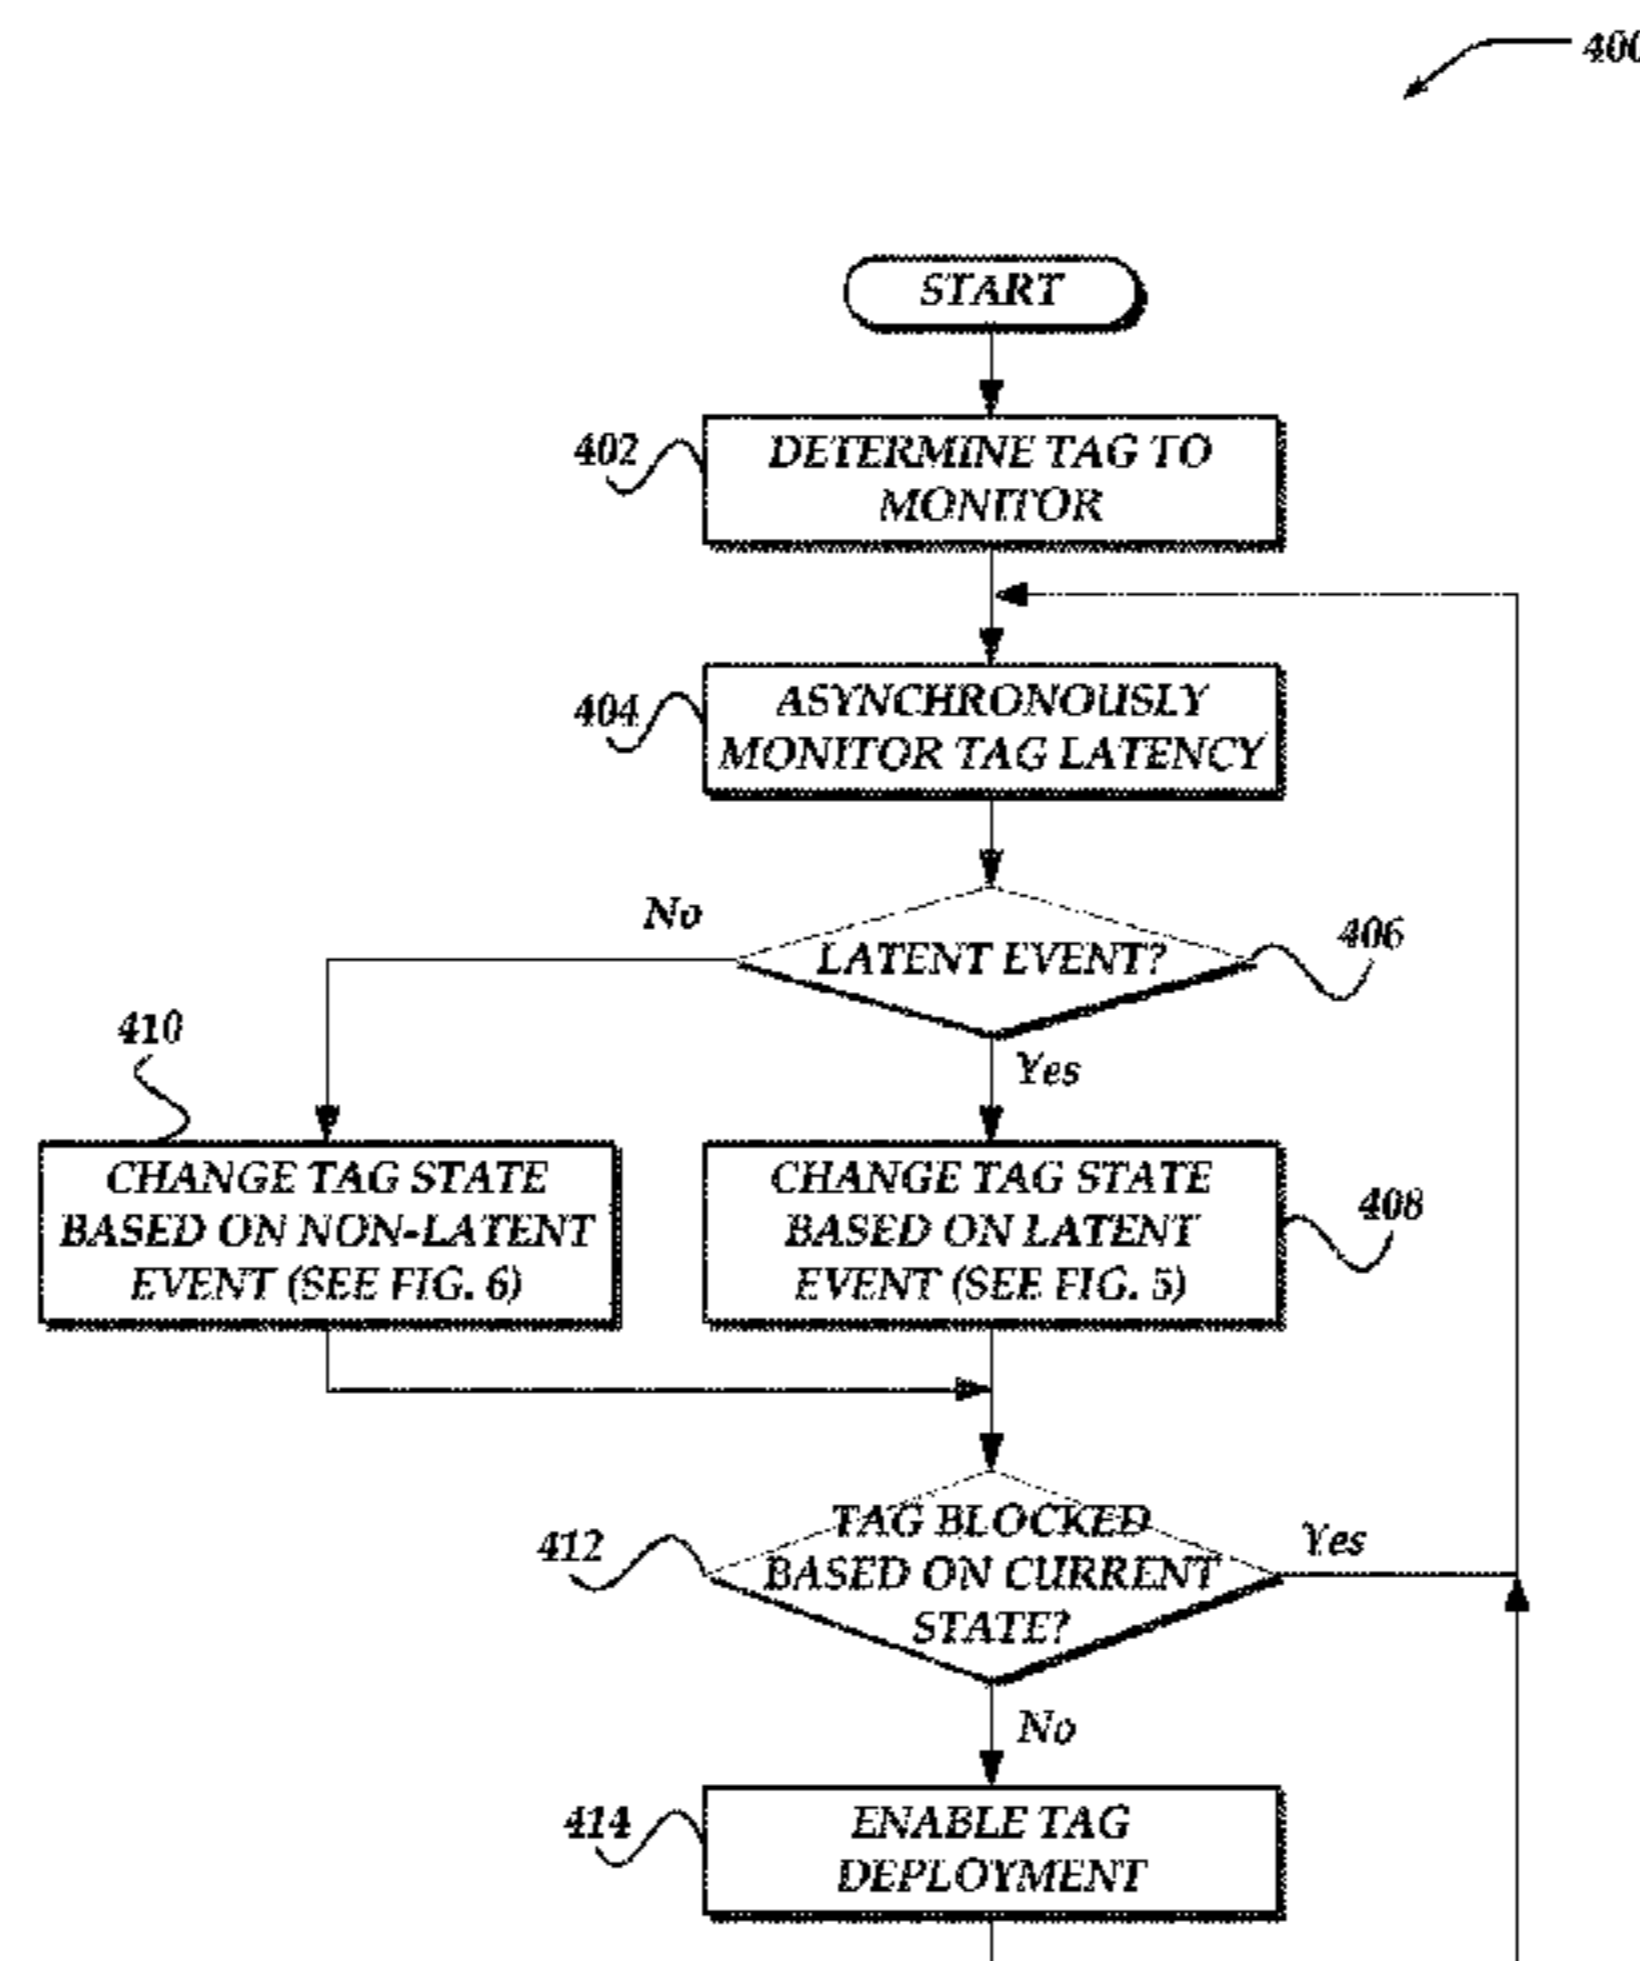 400
START
402
DETERMINE TAG TO
MONITOR
404
ASYNCHRONOUSLY
MONITOR TAG LATENCY
No
LATENT EVENT?
406
Yes
410
CHANGE TAG STATE
BASED ON NON-LATENT
EVENT (SEE FIG. 6)
CHANGE TAG STATE
BASED ON LATENT
EVENT (SEE FIG. 5)
408
412
TAG BLOCKED
BASED ON CURRENT
STATE?
Yes
No
414
ENABLE TAG
DEPLOYMENT